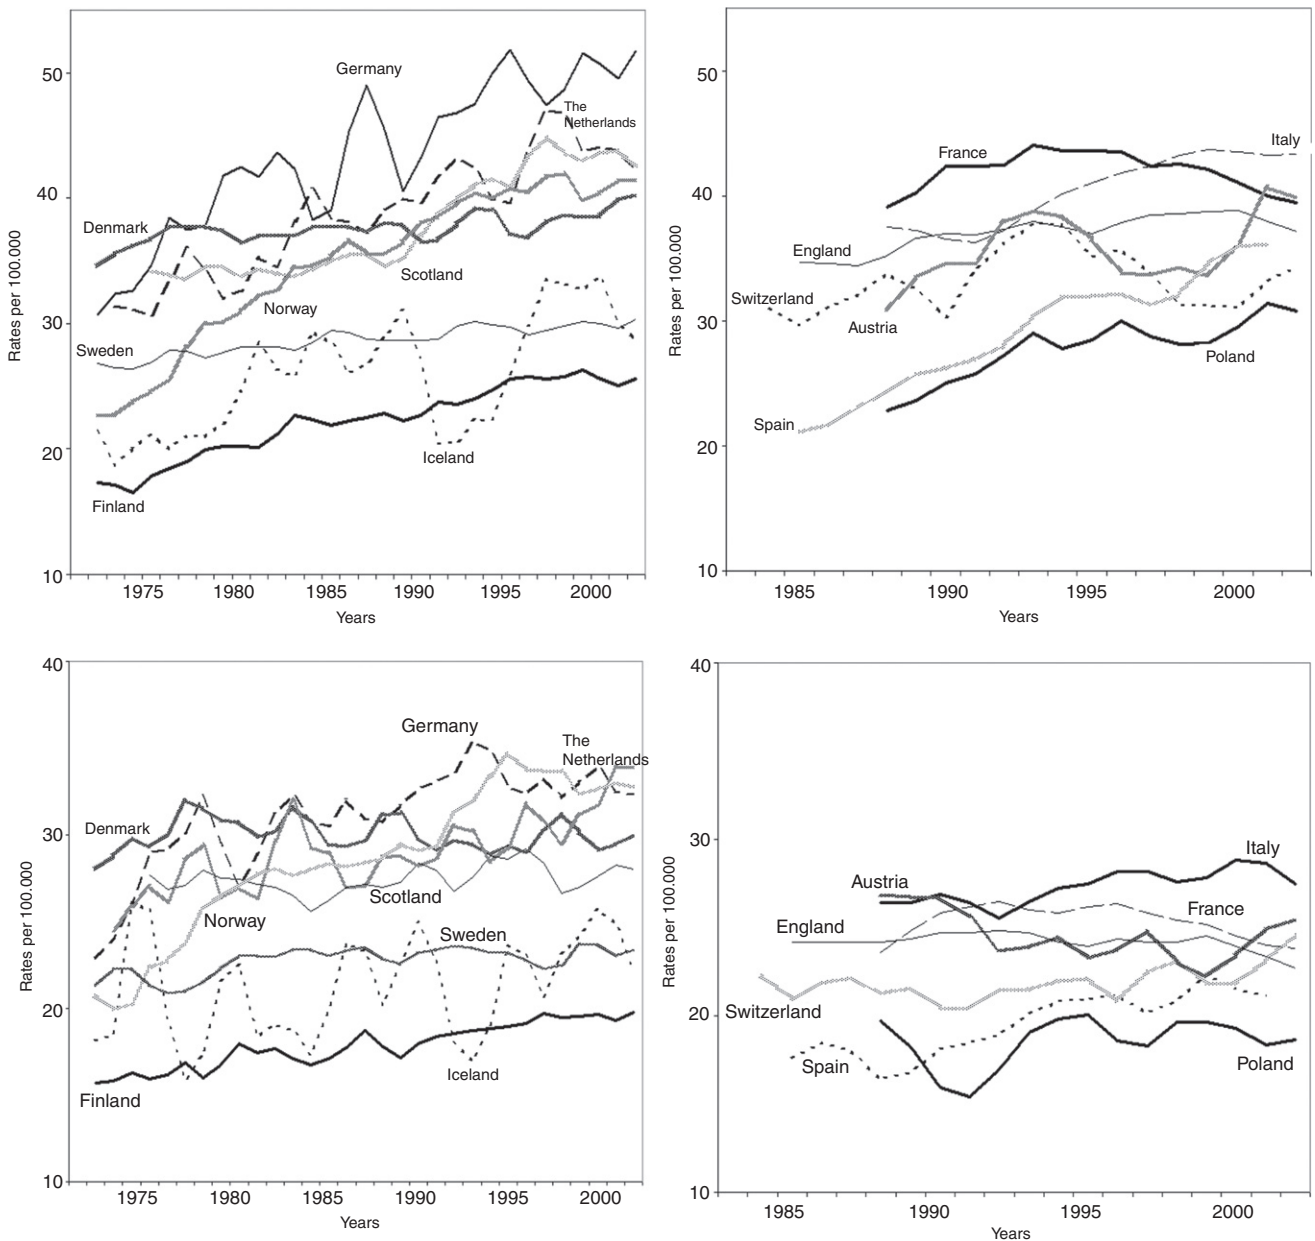 50
40
30
20
10
Rates per 100.000
Germany
The
Netherlands
Denmark
Scotland
Norway
Sweden
Iceland
Finland
1975 1980 1985 1990 1995 2000
Years
50
40
30
20
10
Rates per 100.000
France
Italy
England
Switzerland
Austria
Poland
Spain
1985 1990 1995 2000
Years
40
30
20
10
Rates per 100.000
Germany
The
Netherlands
Denmark
Scotland
Norway
Sweden
Iceland
Finland
1975 1980 1985 1990 1995 2000
Years
40
30
20
10
Rates per 100.000
Italy
Austria
France
England
Switzerland
Spain
Poland
1985 1990 1995 2000
Years